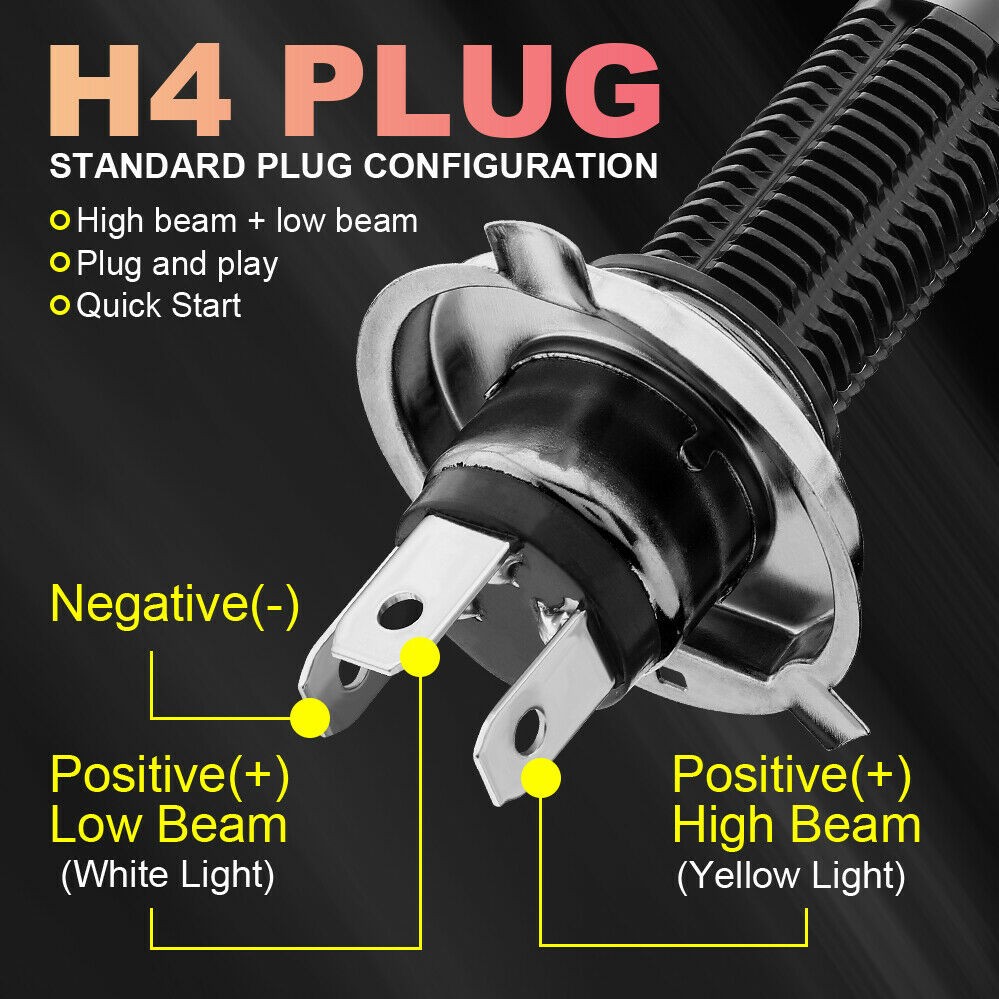 H4 PLUG
STANDARD PLUG CONFIGURATION
High beam + low beam
Plug and play
Quick Start
Negative(-)
Positive(+)
Low Beam
(White Light)
Positive(+)
High Beam
(Yellow Light)